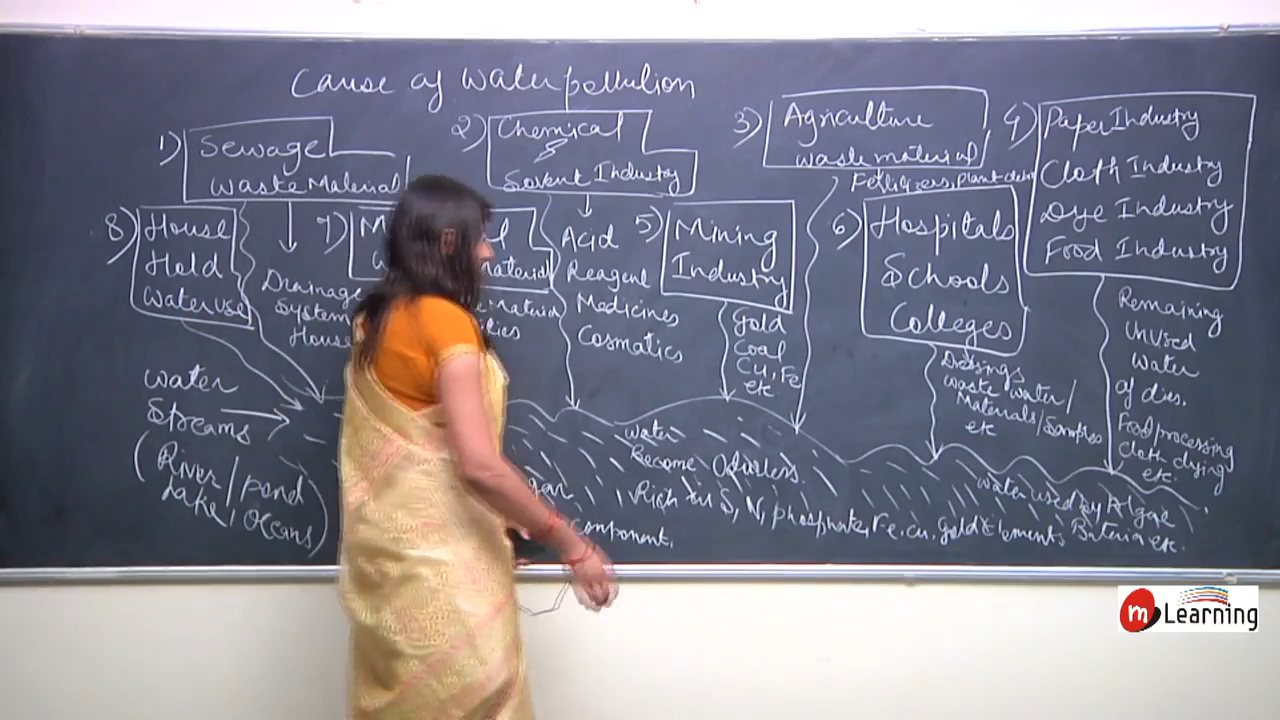 Cause of water pollution
1) Sewage
waste Material
2) Chemical
&
Solvent Industry
3) Agriculture
waste material
Fertilizers, plant
4) Paper Industry
Cloth Industry
Dye Industry
Food Industry
8) House
Hold
water use
Drainage
System
House
7)
Material
Acid
Reagent
Medicines
Cosmatics
5) Mining
Industry
Gold
Coal
Cu, Fe
etc.
6) Hospitals
Schools
Colleges
Dressings
waste water/
Materials/Samples
etc
Remaining
Unused
water
of dies.
Food processing
Cloth dying
etc.
water
Streams
(River/pond
Lake, Oceans)
water
Become Odurless.
Rich in S, N, phosphate, Fe, cu, gold Elements
component.
water used by Algae
Bateria etc.
m Learning